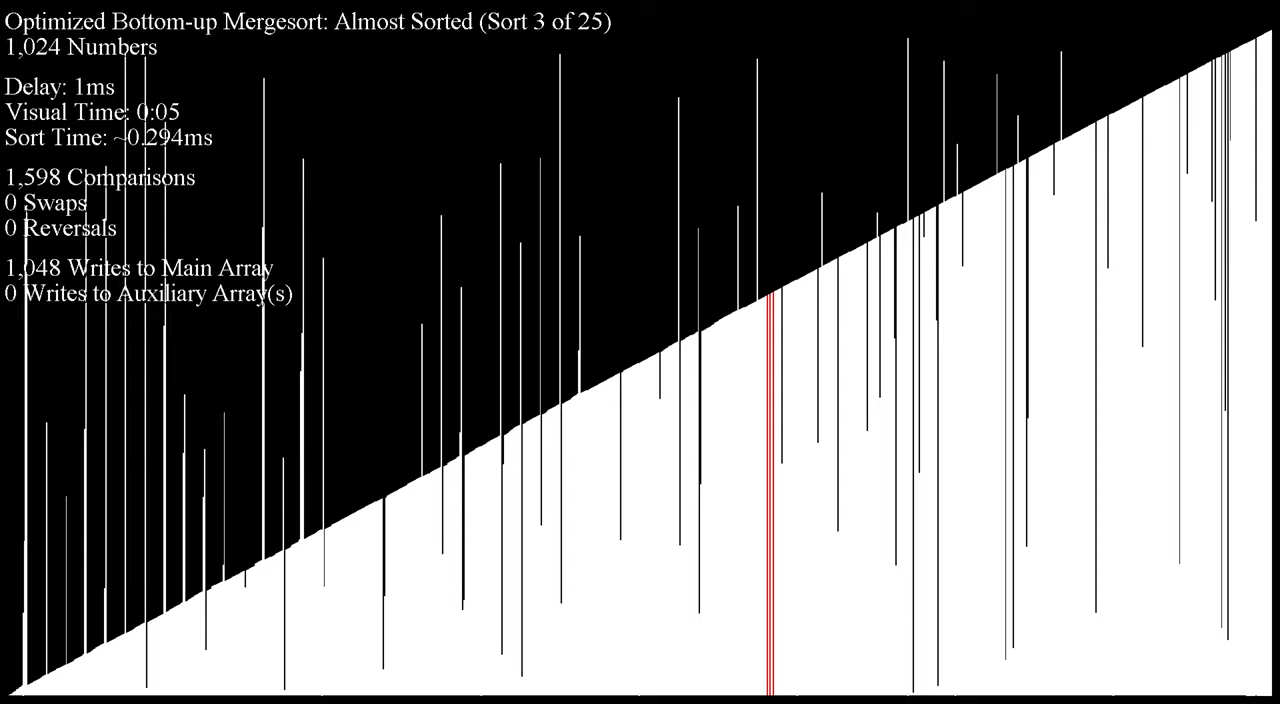 Optimized Bottom-up Mergesort: Almost Sorted (Sort 3 of 25)
1,024 Numbers
Delay: 1ms
Visual Time: 0:05
Sort Time: ~0.294ms
1,598 Comparisons
0 Swaps
0 Reversals
1,048 Writes to Main Array
0 Writes to Auxiliary Array(s)